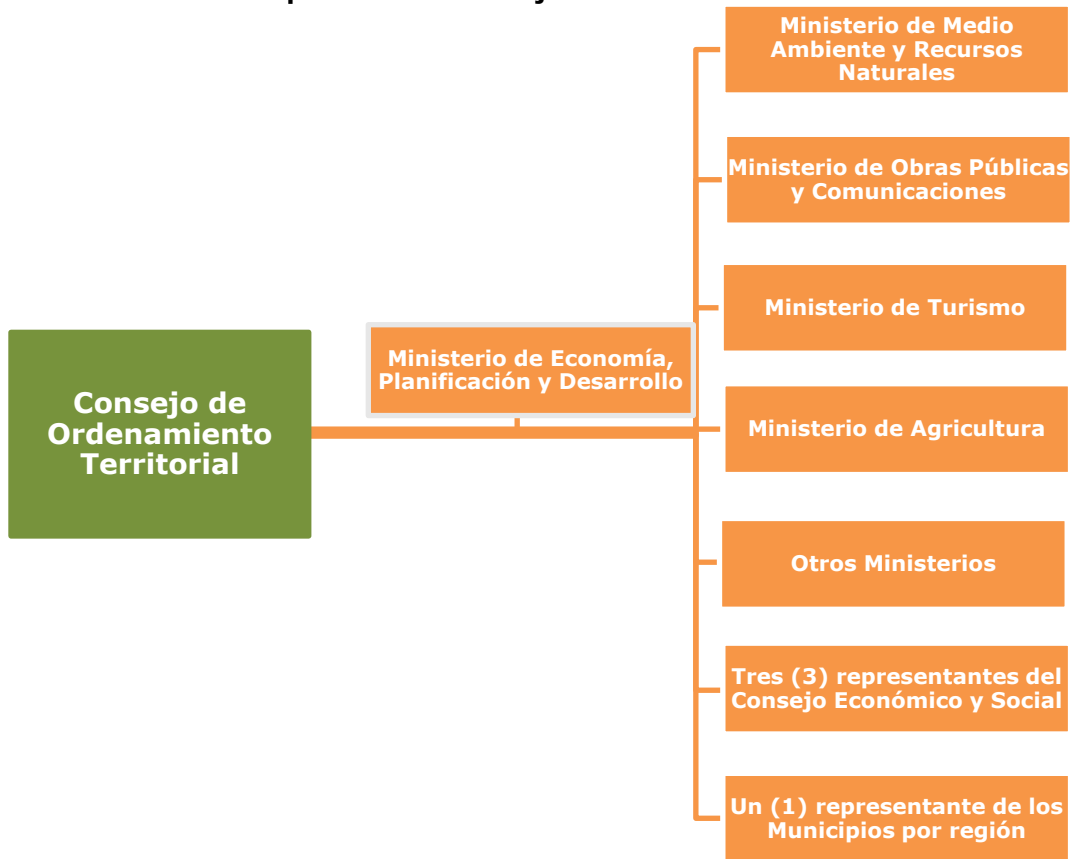 Ministerio de Medio
Ambiente y Recursos
Naturales
Ministerio de Obras Públicas
y Comunicaciones
Ministerio de Turismo
Ministerio de Economía,
Planificación y Desarrollo
Consejo de
Ordenamiento
Territorial
Ministerio de Agricultura
Otros Ministerios
Tres (3) representantes del
Consejo Económico y Social
Un (1) representante de los
Municipios por región